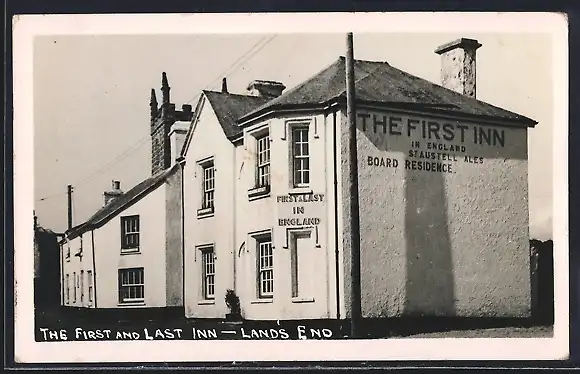 THE FIRST INN
IN ENGLAND
ST AUSTELL ALES
BOARD RESIDENCE.
FIRST & LAST
IN
ENGLAND
THE FIRST AND LAST INN — LANDS END